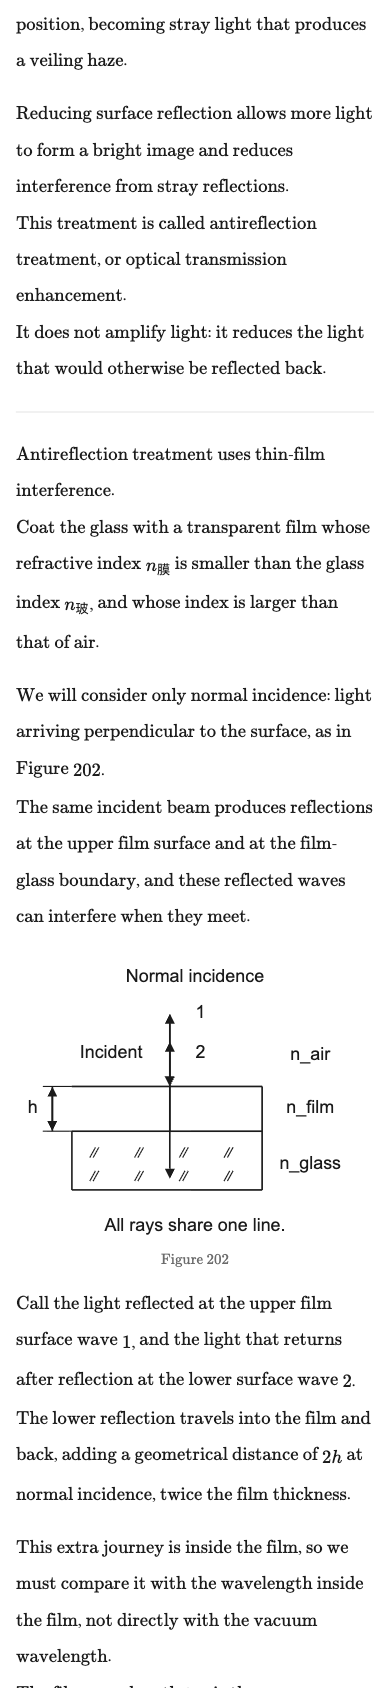 position, becoming stray light that produces
a veiling haze.
Reducing surface reflection allows more light
to form a bright image and reduces
interference from stray reflections.
This treatment is called antireflection
treatment, or optical transmission
enhancement.
It does not amplify light: it reduces the light
that would otherwise be reflected back.
Antireflection treatment uses thin-film
interference.
Coat the glass with a transparent film whose
refractive index n膜 is smaller than the glass
index n玻, and whose index is larger than
that of air.
We will consider only normal incidence: light
arriving perpendicular to the surface, as in
Figure 202.
The same incident beam produces reflections
at the upper film surface and at the film-
glass boundary, and these reflected waves
can interfere when they meet.
Normal incidence
1
Incident
2
n_air
h
n_film
n_glass
All rays share one line.
Figure 202
Call the light reflected at the upper film
surface wave 1, and the light that returns
after reflection at the lower surface wave 2.
The lower reflection travels into the film and
back, adding a geometrical distance of 2h at
normal incidence, twice the film thickness.
This extra journey is inside the film, so we
must compare it with the wavelength inside
the film, not directly with the vacuum
wavelength.